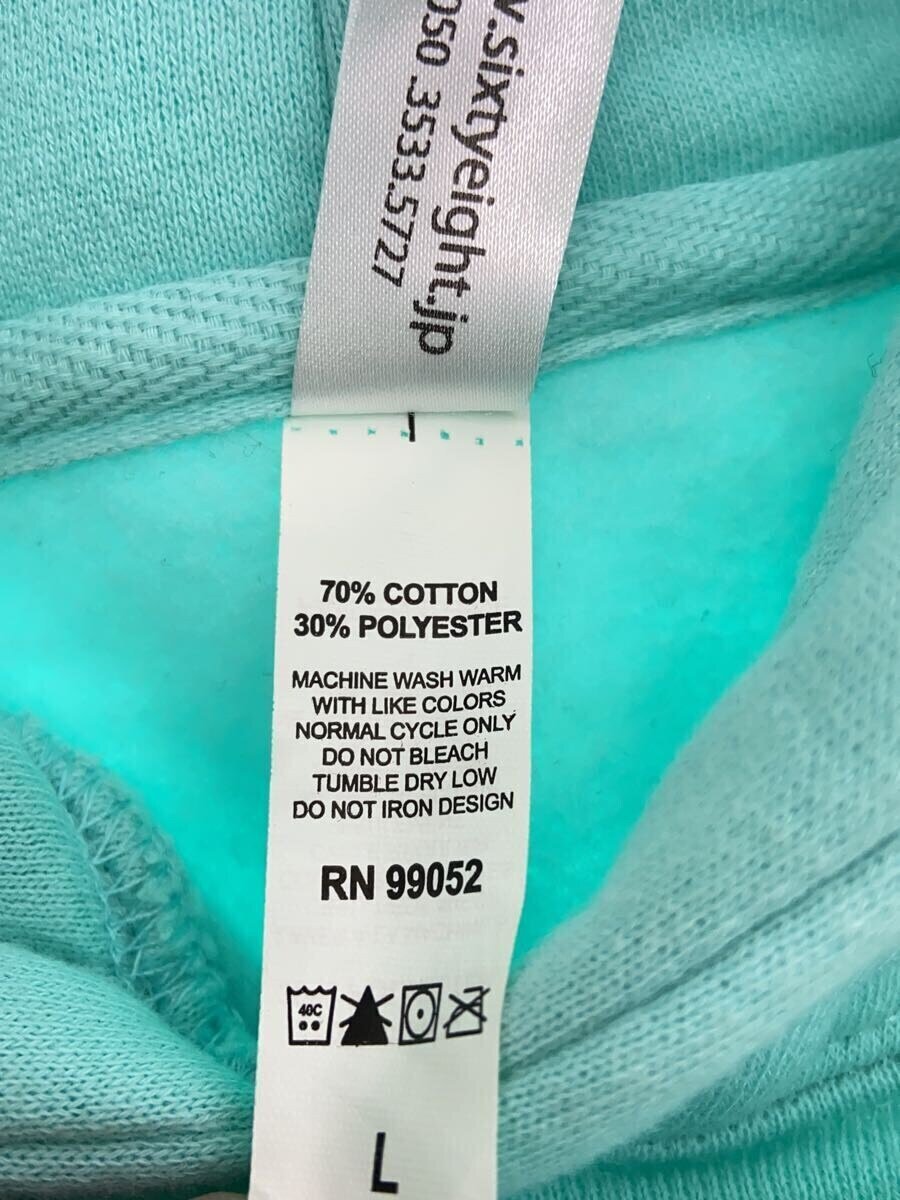 w.sixtyeight.jp
050.3533.5727
70% COTTON
30% POLYESTER
MACHINE WASH WARM
WITH LIKE COLORS
NORMAL CYCLE ONLY
DO NOT BLEACH
TUMBLE DRY LOW
DO NOT IRON DESIGN
RN 99052
40C
L